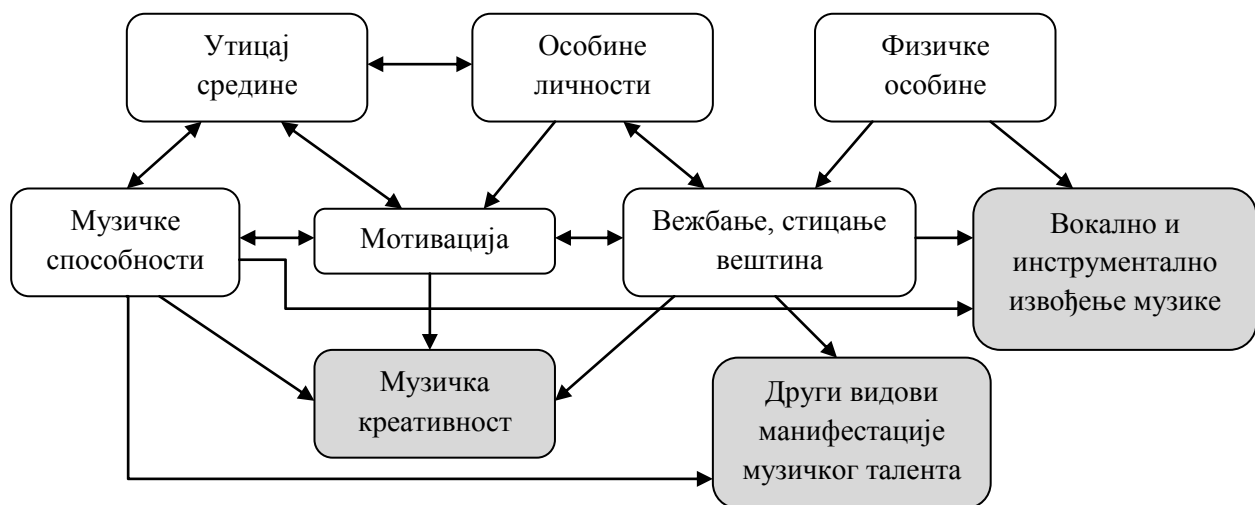 Утицај
средине
Особине
личности
Физичке
особине
Музичке
способности
Мотивација
Вежбање, стицање
вештина
Вокално и
инструментално
извођење музике
Музичка
креативност
Други видови
манифестације
музичког талента